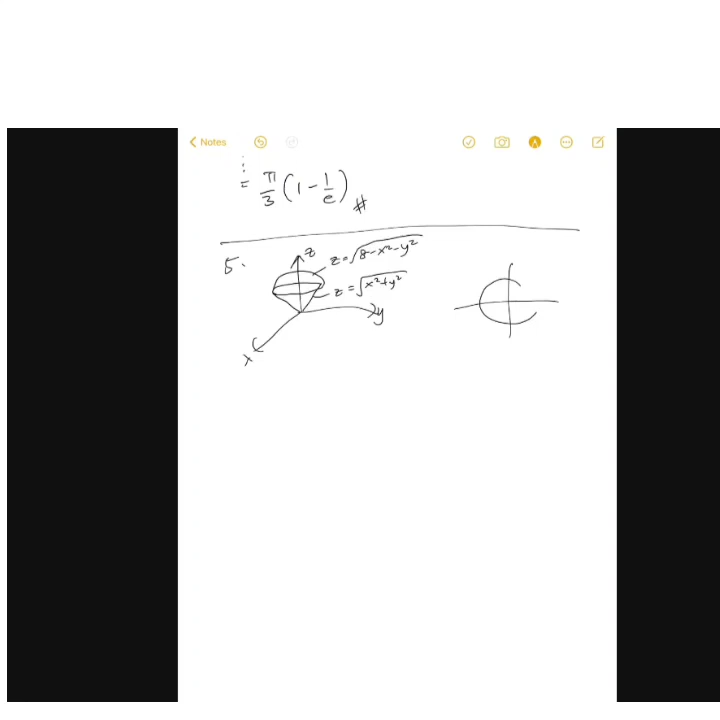 Notes
⋮
= π/3 (1 - 1/e) #
5.
z
z = √(8-x²-y²)
z = √(x²+y²)
y
x